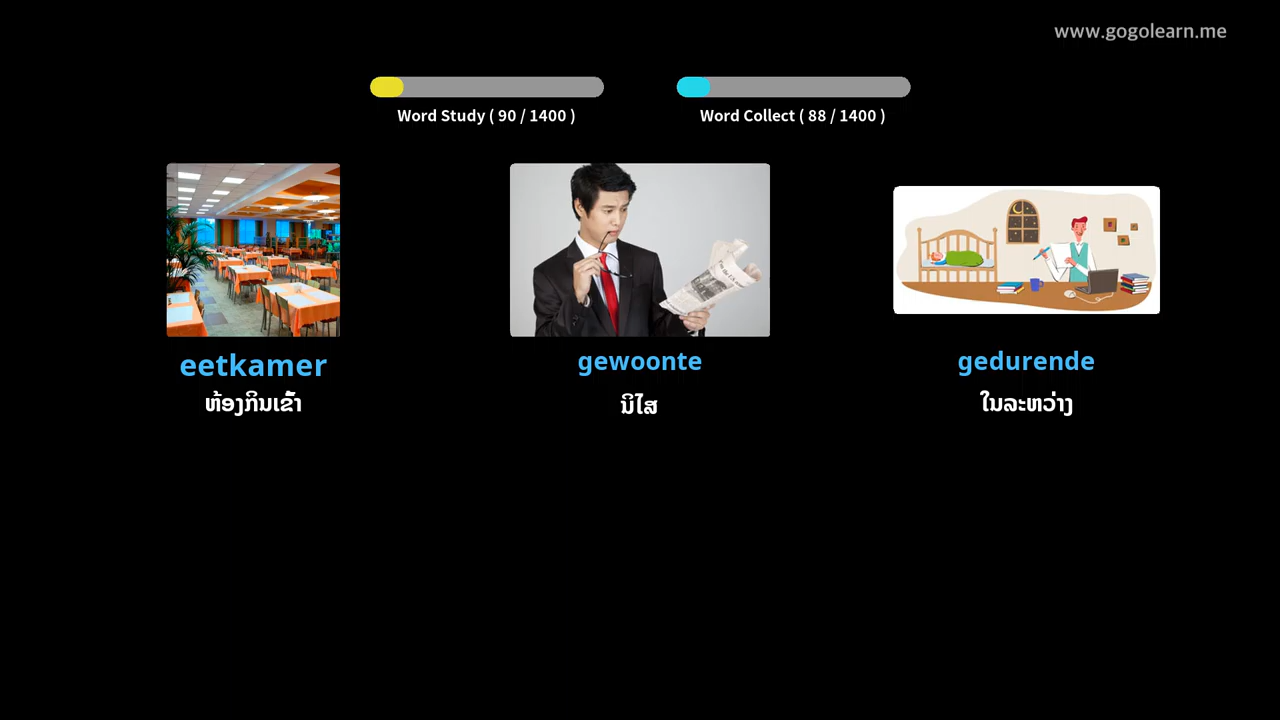 www.gogolearn.me
Word Study ( 90 / 1400 )
Word Collect ( 88 / 1400 )
eetkamer
gewoonte
gedurende
ຫ້ອງກິນເຂົ້າ
ນິໄສ
ໃນລະຫວ່າງ